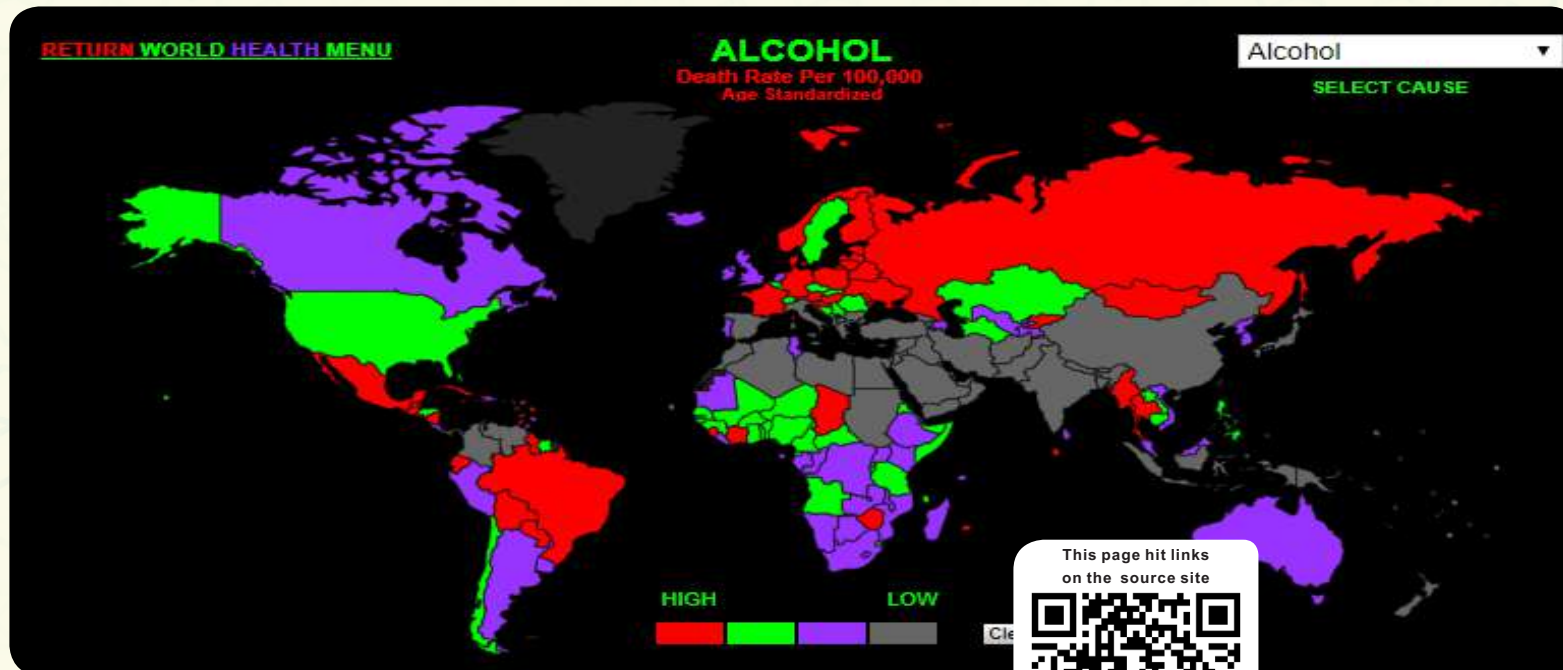 RETURN WORLD HEALTH MENU
ALCOHOL
Death Rate Per 100,000
Age Standardized
Alcohol
SELECT CAUSE
HIGH LOW
Cle
This page hit links
on the source site